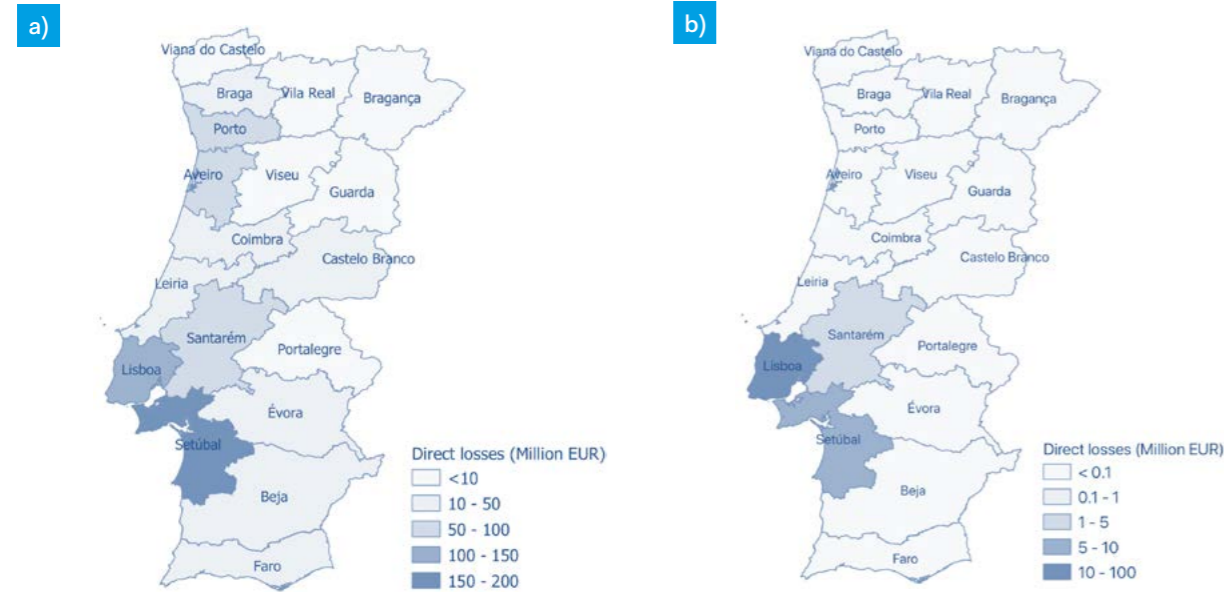 a)
Viana do Castelo
Braga
Vila Real
Bragança
Porto
Aveiro
Viseu
Guarda
Coimbra
Castelo Branco
Leiria
Santarém
Portalegre
Lisboa
Évora
Setúbal
Beja
Faro
Direct losses (Million EUR)
<10
10 - 50
50 - 100
100 - 150
150 - 200
b)
Viana do Castelo
Braga
Vila Real
Bragança
Porto
Aveiro
Viseu
Guarda
Coimbra
Castelo Branco
Leiria
Santarém
Portalegre
Lisboa
Évora
Setúbal
Beja
Faro
Direct losses (Million EUR)
< 0.1
0.1 - 1
1 - 5
5 - 10
10 - 100